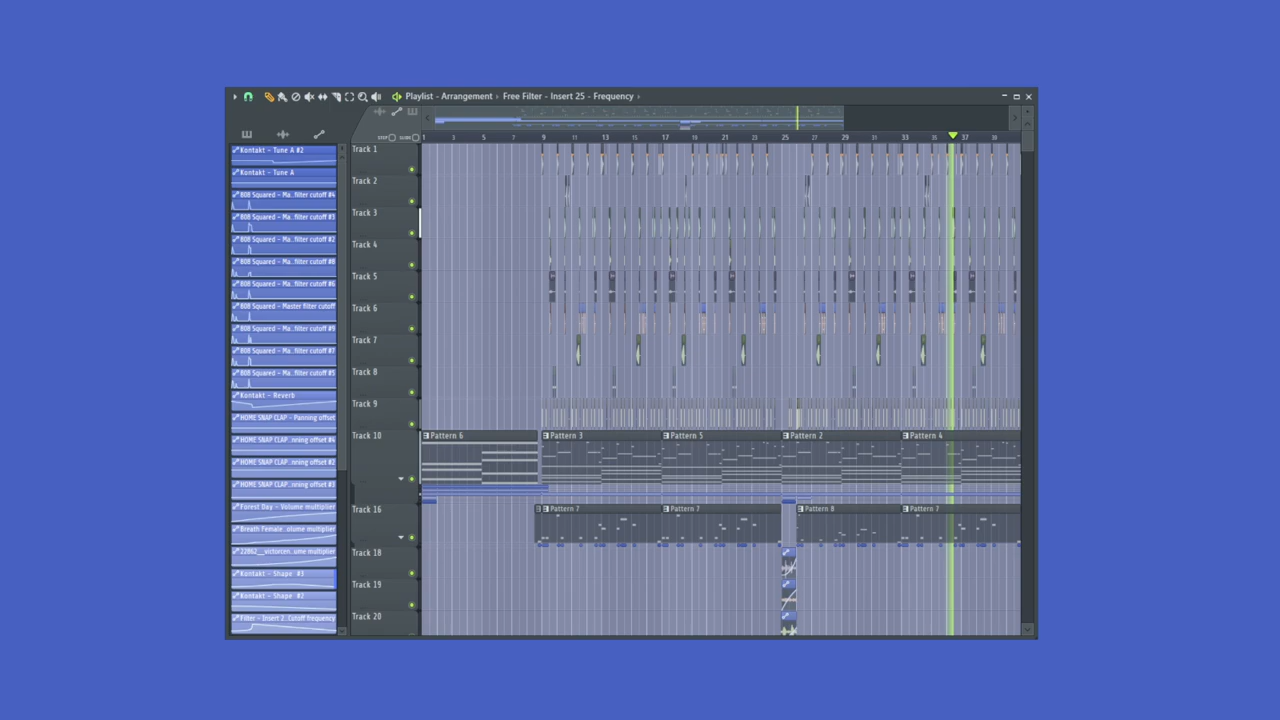 Playlist - Arrangement › Free Filter - Insert 25 - Frequency ›
STEP SLIDE 1 3 5 7 9 11 13 15 17 19 21 23 25 27 29 31 33 35 37 39
Kontakt - Tune A #2
Kontakt - Tune A
808 Squared - Ma..filter cutoff #4
808 Squared - Ma..filter cutoff #3
808 Squared - Ma..filter cutoff #2
808 Squared - Ma..filter cutoff #8
808 Squared - Ma..filter cutoff #6
808 Squared - Master filter cutoff
808 Squared - Ma..filter cutoff #9
808 Squared - Ma..filter cutoff #7
808 Squared - Ma..filter cutoff #5
Kontakt - Reverb
HOME SNAP CLAP - Panning offset
HOME SNAP CLAP..nning offset #4
HOME SNAP CLAP..nning offset #2
HOME SNAP CLAP..nning offset #3
Forest Day - Volume multiplier
Breath Female..olume multiplier
22862__victorcen..ume multiplier
Kontakt - Shape #3
Kontakt - Shape #2
Filter - Insert 2..Cutoff frequency
Track 1
Track 2
Track 3
Track 4
Track 5
Track 6
Track 7
Track 8
Track 9
Track 10
Pattern 6 Pattern 3 Pattern 5 Pattern 2 Pattern 4
Track 16
Pattern 7 Pattern 7 Pattern 8 Pattern 7
Track 18
Track 19
Track 20